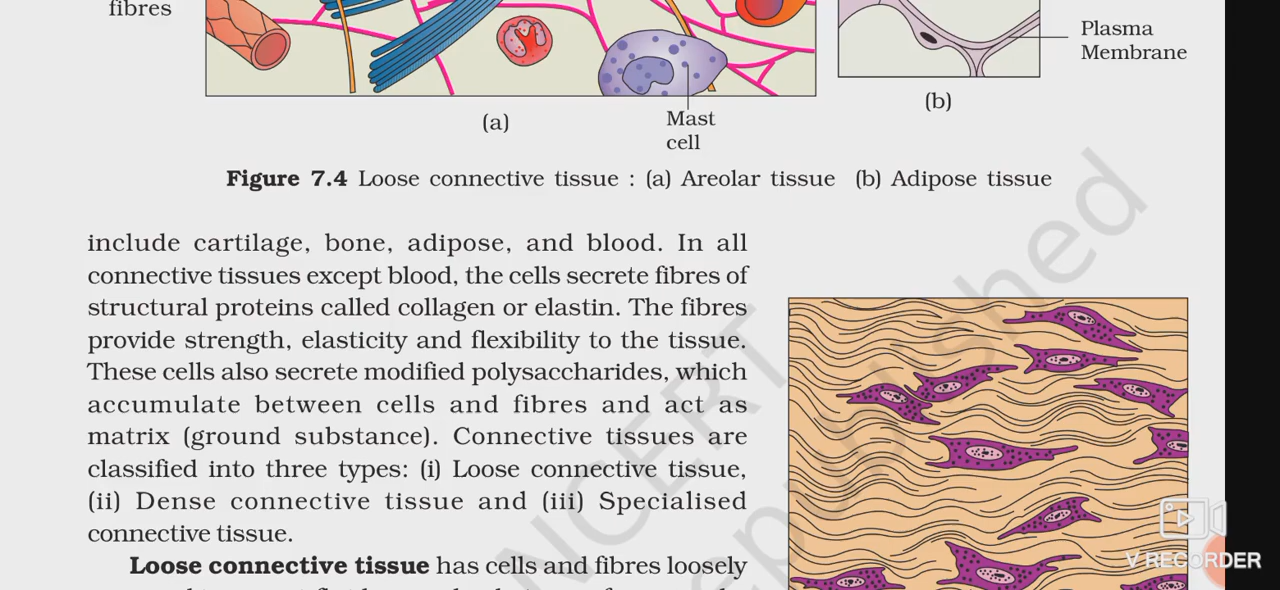 fibres
Plasma
Membrane
(a)
Mast
cell
(b)
Figure 7.4 Loose connective tissue : (a) Areolar tissue (b) Adipose tissue
include cartilage, bone, adipose, and blood. In all
connective tissues except blood, the cells secrete fibres of
structural proteins called collagen or elastin. The fibres
provide strength, elasticity and flexibility to the tissue.
These cells also secrete modified polysaccharides, which
accumulate between cells and fibres and act as
matrix (ground substance). Connective tissues are
classified into three types: (i) Loose connective tissue,
(ii) Dense connective tissue and (iii) Specialised
connective tissue.
Loose connective tissue has cells and fibres loosely
NCERT
V RECORDER